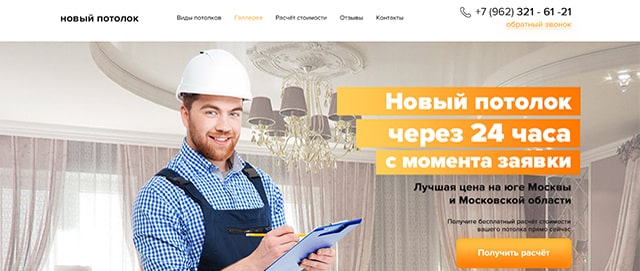 новый потолок
Виды потолков
Галлерея
Расчёт стоимости
Отзывы
Контакты
+7 (962) 321 - 61 -21
обратный звонок
Новый потолок
через 24 часа
с момента заявки
Лучшая цена на юге Москвы
и Московской области
Получите бесплатный расчёт стоимости
вашего потолка прямо сейчас
Получить расчёт